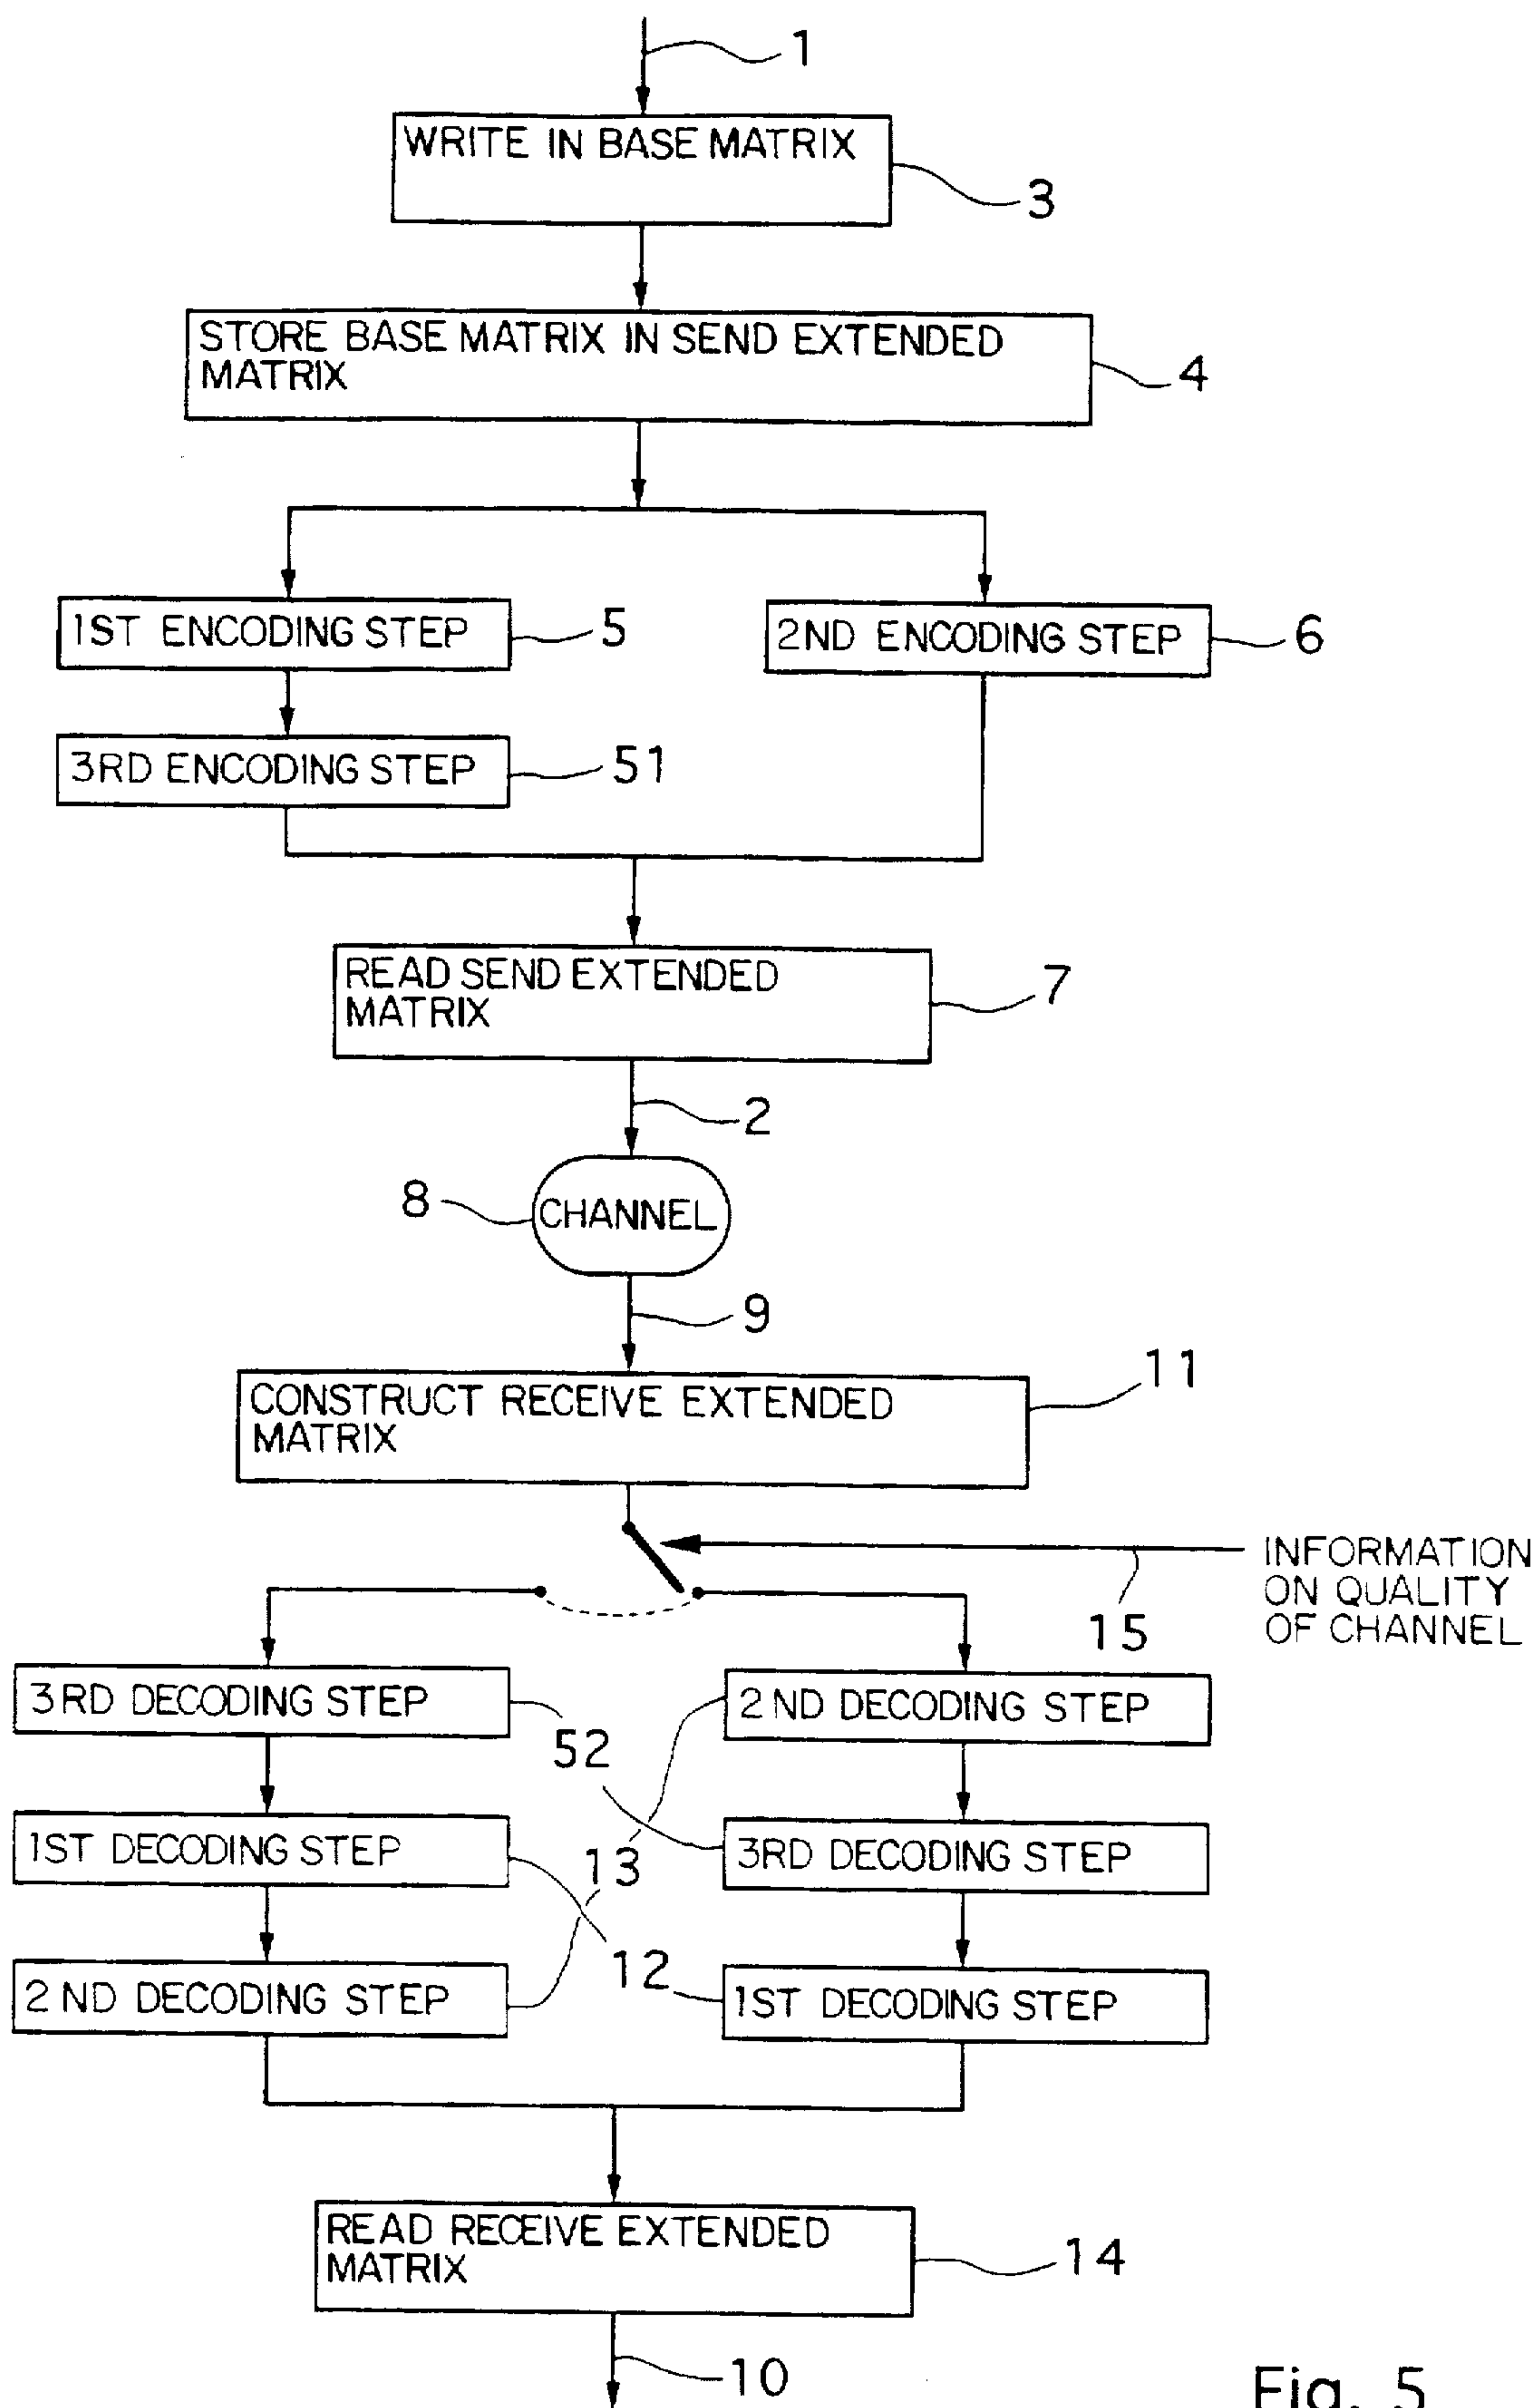 1
WRITE IN BASE MATRIX
3
STORE BASE MATRIX IN SEND EXTENDED
MATRIX
4
1ST ENCODING STEP
5
2ND ENCODING STEP
6
3RD ENCODING STEP
51
READ SEND EXTENDED
MATRIX
7
2
8
CHANNEL
9
11
CONSTRUCT RECEIVE EXTENDED
MATRIX
INFORMATION
ON QUALITY
OF CHANNEL
15
3RD DECODING STEP
2ND DECODING STEP
52
1ST DECODING STEP
13
3RD DECODING STEP
12
2ND DECODING STEP
1ST DECODING STEP
READ RECEIVE EXTENDED
MATRIX
14
10
Fig. 5